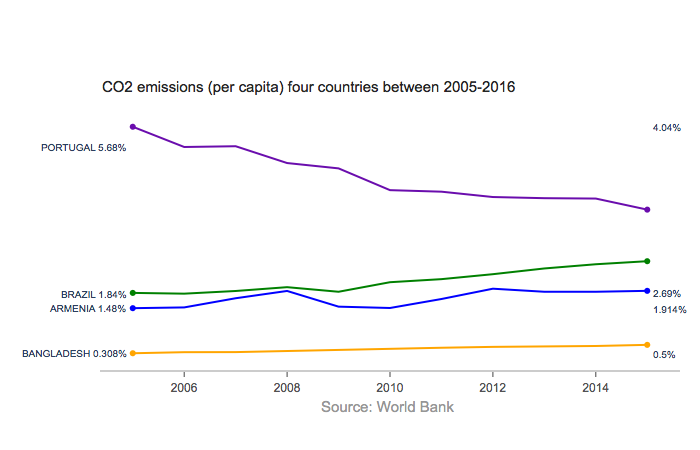 CO2 emissions (per capita) four countries between 2005-2016
4.04%
PORTUGAL 5.68%
BRAZIL 1.84%
2.69%
ARMENIA 1.48%
1.914%
BANGLADESH 0.308%
0.5%
2006 2008 2010 2012 2014
Source: World Bank